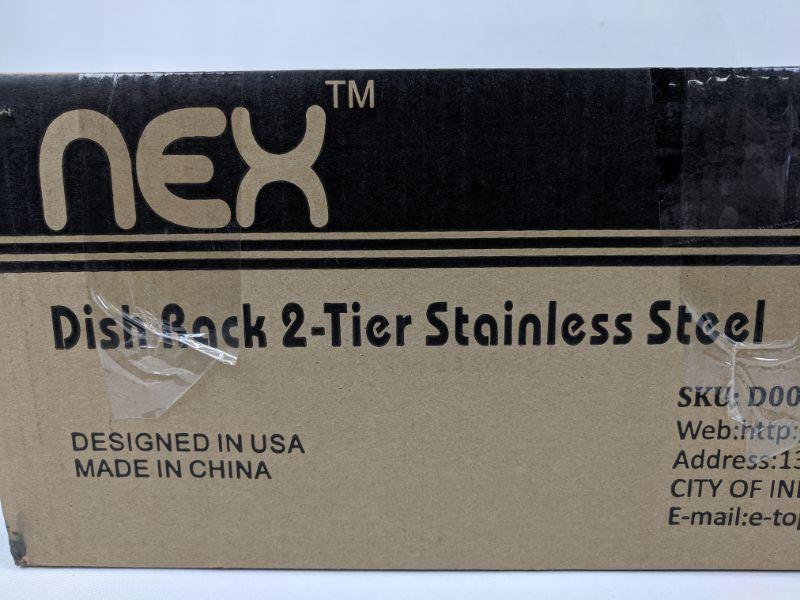 nex™
Dish Rack 2-Tier Stainless Steel
DESIGNED IN USA
MADE IN CHINA
SKU: D00
Web:http:
Address:13
CITY OF IN
E-mail:e-top